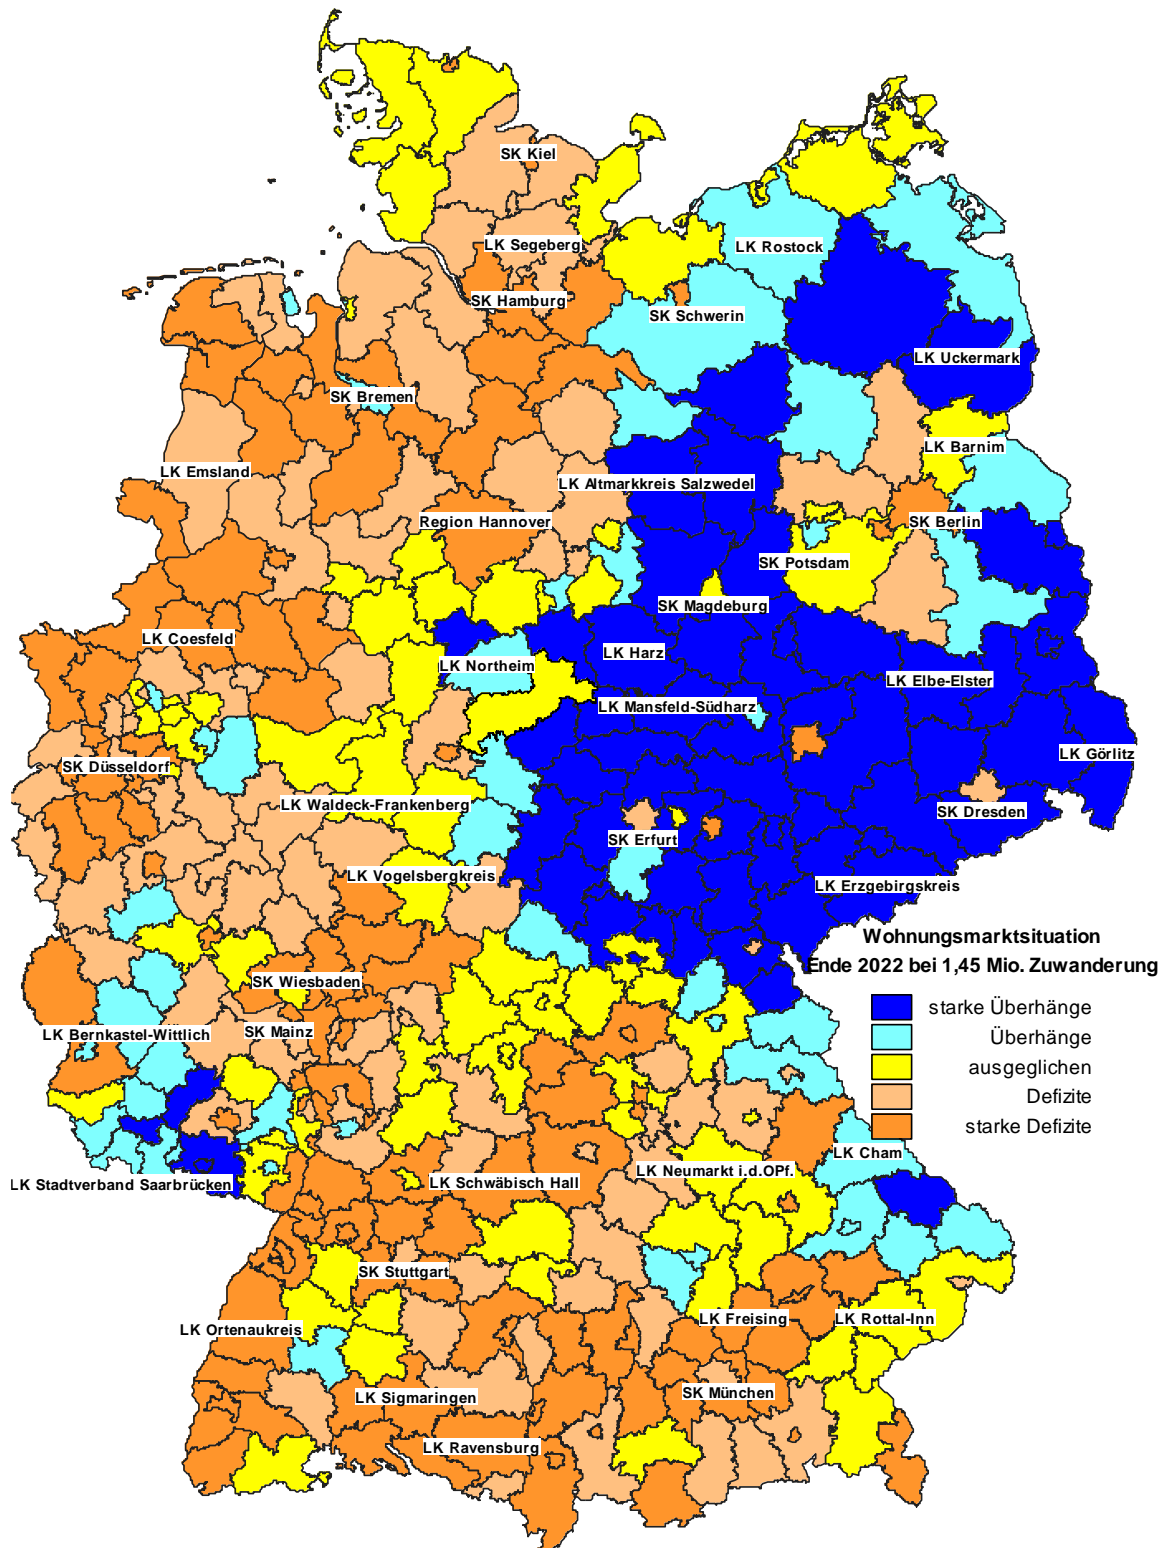 SK Kiel
LK Segeberg
LK Rostock
SK Hamburg
SK Schwerin
LK Uckermark
SK Bremen
LK Barnim
LK Emsland
LK Altmarkkreis Salzwedel
Region Hannover
SK Berlin
SK Potsdam
SK Magdeburg
LK Coesfeld
LK Harz
LK Northeim
LK Elbe-Elster
LK Mansfeld-Südharz
LK Görlitz
SK Düsseldorf
LK Waldeck-Frankenberg
SK Dresden
SK Erfurt
LK Vogelsbergkreis
LK Erzgebirgskreis
Wohnungsmarktsituation
Ende 2022 bei 1,45 Mio. Zuwanderung
starke Überhänge
Überhänge
ausgeglichen
Defizite
starke Defizite
SK Wiesbaden
LK Bernkastel-Wittlich
SK Mainz
LK Cham
LK Neumarkt i.d.OPf.
LK Stadtverband Saarbrücken
LK Schwäbisch Hall
SK Stuttgart
LK Freising
LK Rottal-Inn
LK Ortenaukreis
SK München
LK Sigmaringen
LK Ravensburg